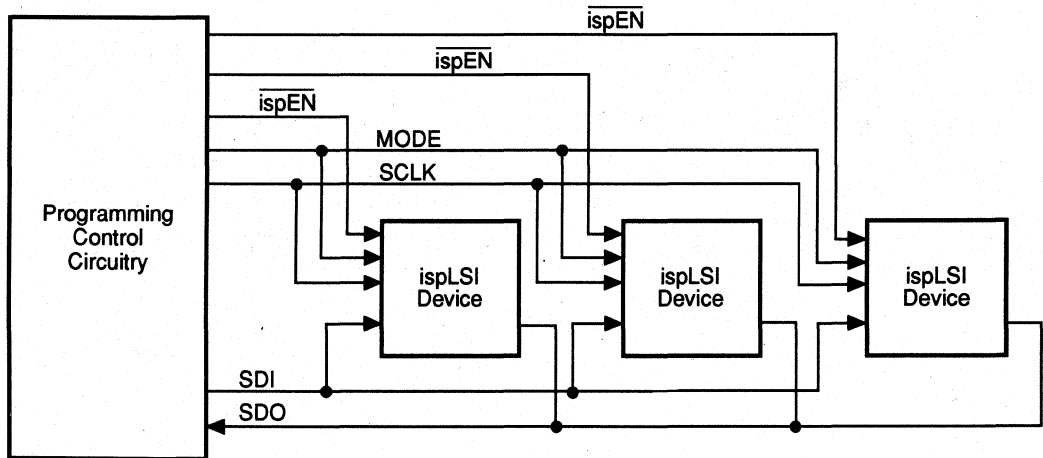 ispEN
ispEN
ispEN
MODE
SCLK
Programming
Control
Circuitry
ispLSI
Device
ispLSI
Device
ispLSI
Device
SDI
SDO